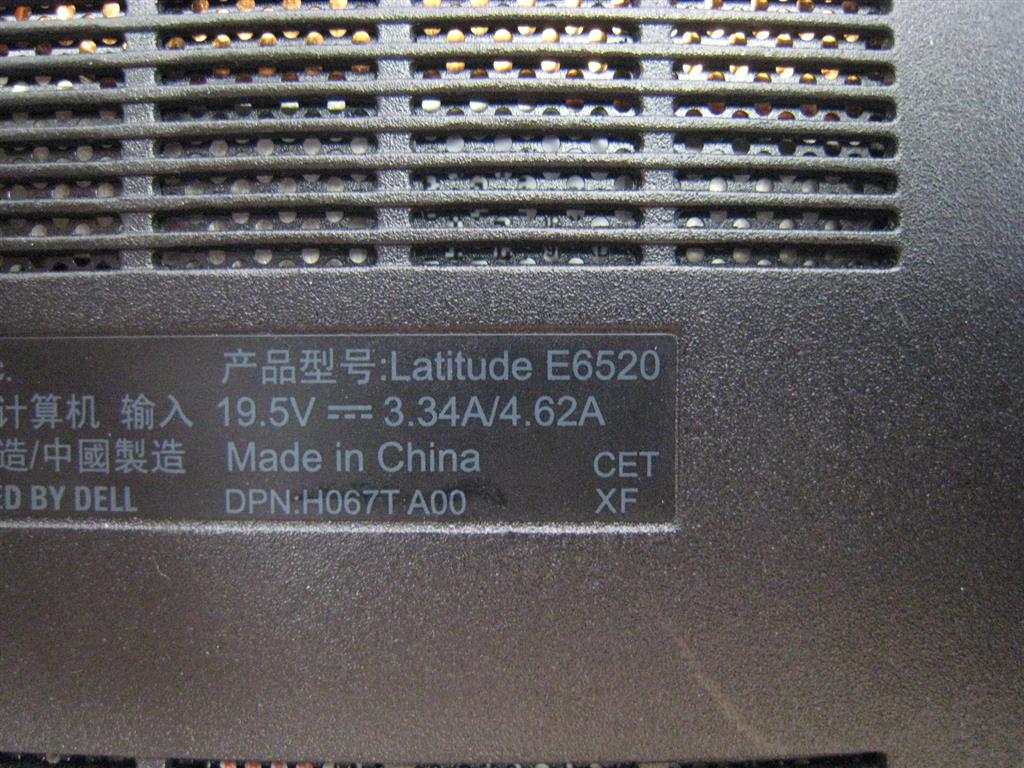 c. 产品型号:Latitude E6520
计算机 输入 19.5V ⎓ 3.34A/4.62A
造/中國製造 Made in China CET
ED BY DELL DPN:H067T A00 XF